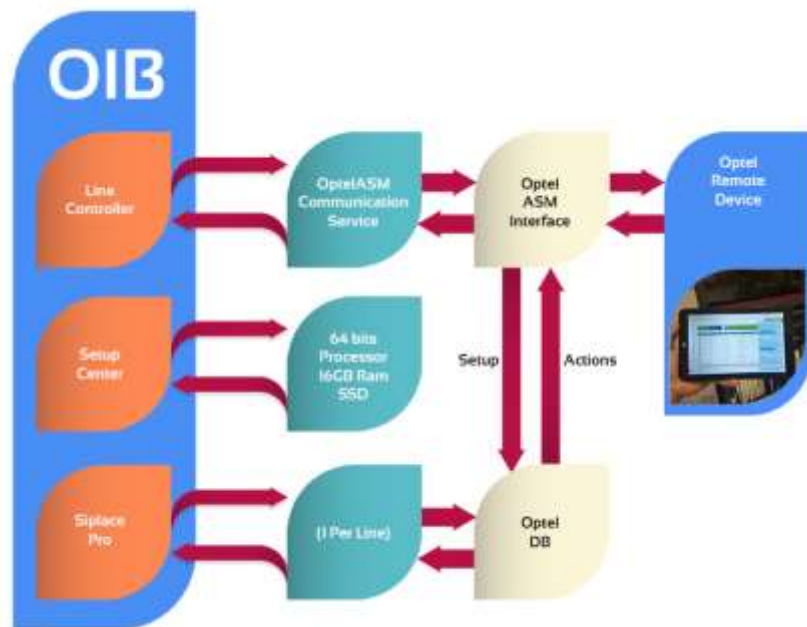 OIB
Line
Controller
OptelASM
Communication
Service
Optel
ASM
Interface
Optel
Remote
Device
Setup
Center
64 bits
Processor
16GB Ram
SSD
Setup
Actions
Siplace
Pro
(1 Per Line)
Optel
DB